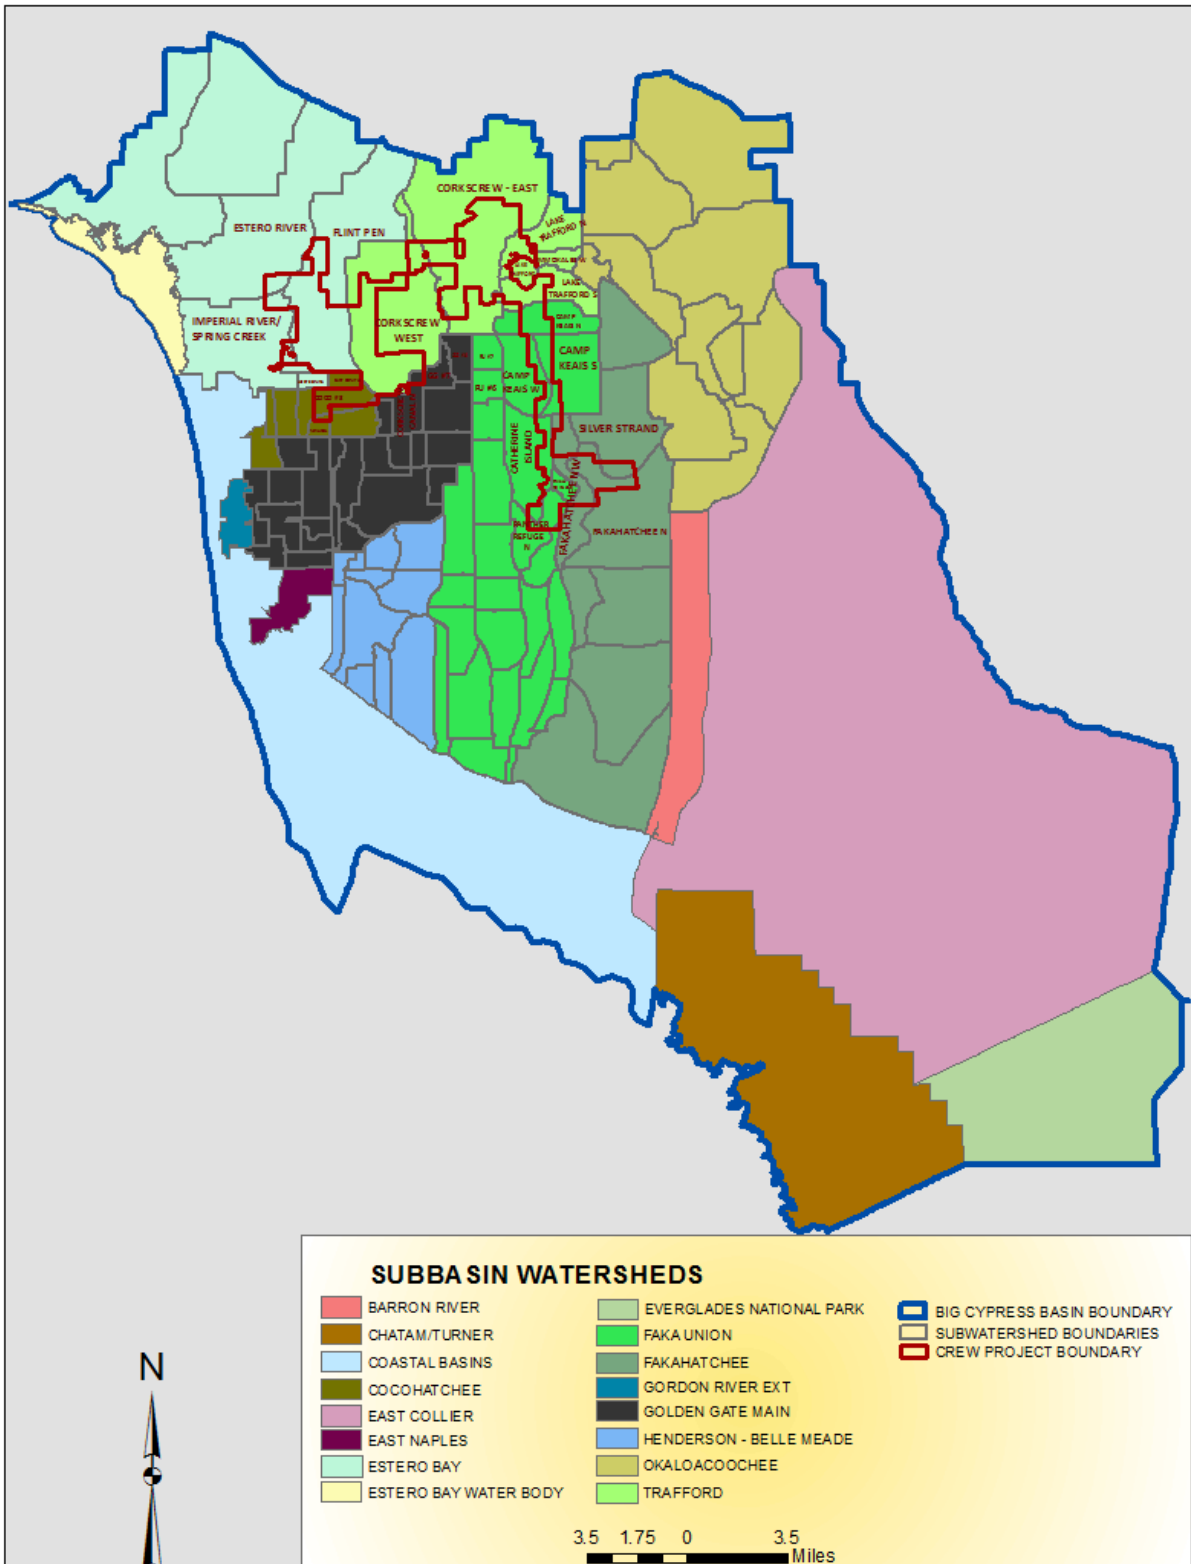 CORKSCREW - EAST
LAKE
TRAFFORD N
ESTERO RIVER
FLINT PEN
LAKE
TRAFFORD S
IMPERIAL RIVER/
SPRING CREEK
CORKSCREW
WEST
CAMP
KEAIS N
CAMP
KEAIS S
CAMP
KEAIS W
CATHERINE
ISLAND
SILVER STRAND
FAKAHATCHEE NW
PANTHER
REFUGE
N
FAKAHATCHEE N
SUBBASIN WATERSHEDS
BARRON RIVER
CHATAM/TURNER
COASTAL BASINS
COCOHATCHEE
EAST COLLIER
EAST NAPLES
ESTERO BAY
ESTERO BAY WATER BODY
EVERGLADES NATIONAL PARK
FAKA UNION
FAKAHATCHEE
GORDON RIVER EXT
GOLDEN GATE MAIN
HENDERSON - BELLE MEADE
OKALOACOOCHEE
TRAFFORD
BIG CYPRESS BASIN BOUNDARY
SUBWATERSHED BOUNDARIES
CREW PROJECT BOUNDARY
N
3.5 1.75 0 3.5
Miles